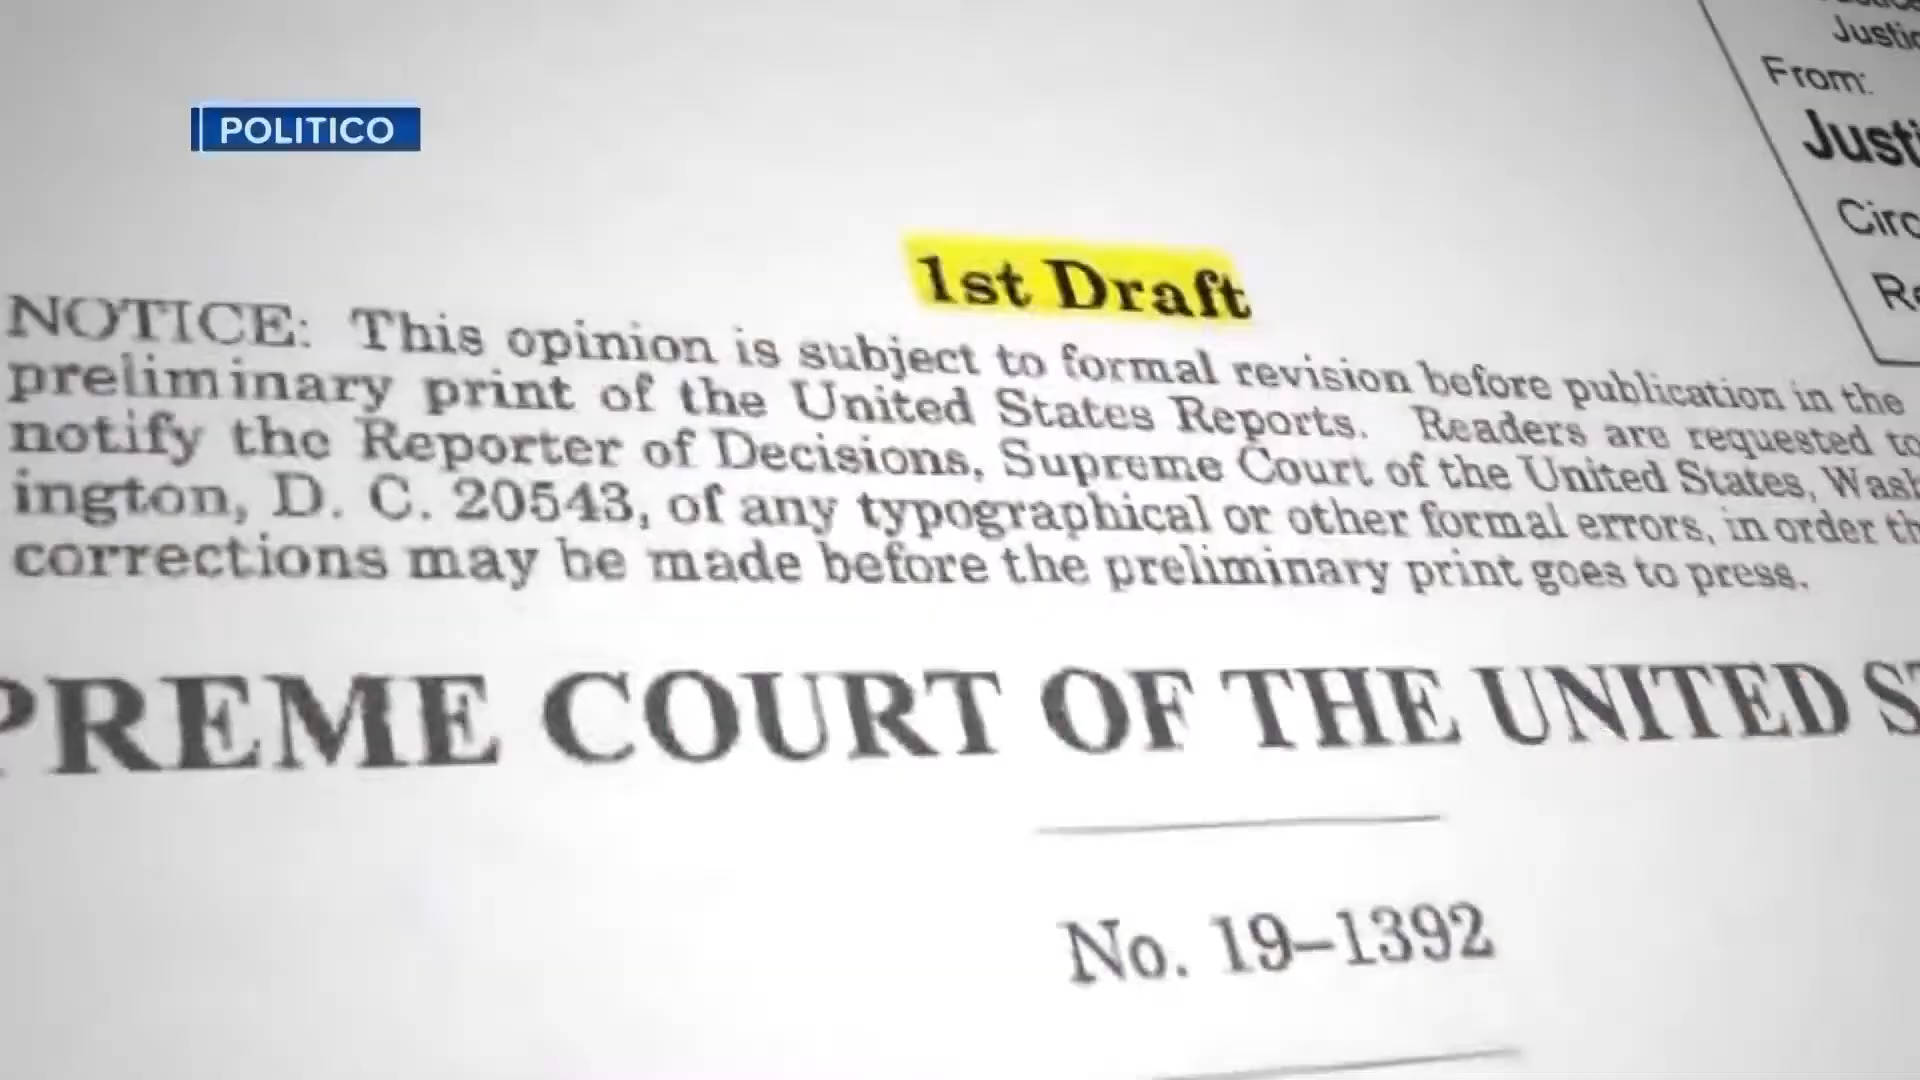 POLITICO
Justic
From:
Justi
Circ
Re
1st Draft
NOTICE: This opinion is subject to formal revision before publication in the
preliminary print of the United States Reports. Readers are requested to
notify the Reporter of Decisions, Supreme Court of the United States, Wash
ington, D. C. 20543, of any typographical or other formal errors, in order th
corrections may be made before the preliminary print goes to press.
PREME COURT OF THE UNITED ST
No. 19–1392